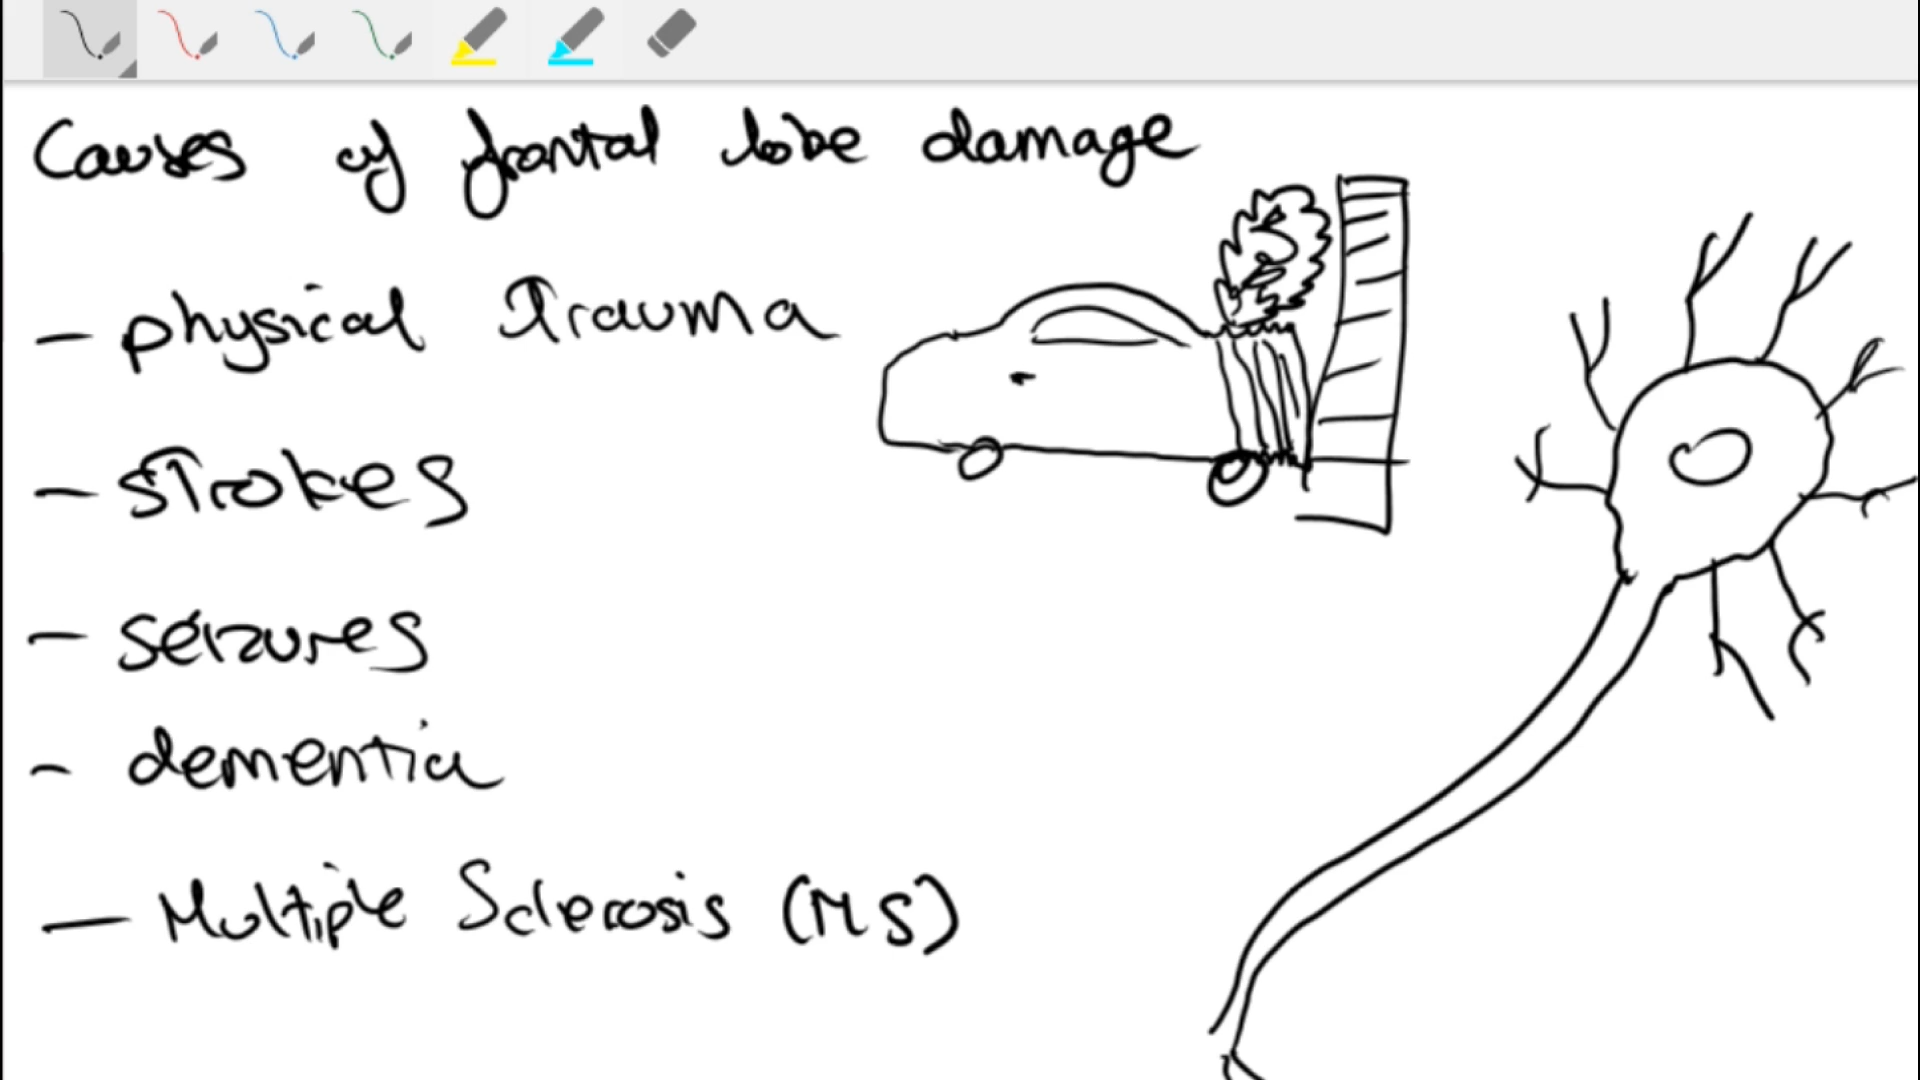 Causes of frontal lobe damage
- physical Trauma
- strokes
- seizures
- dementia
- Multiple Sclerosis (MS)